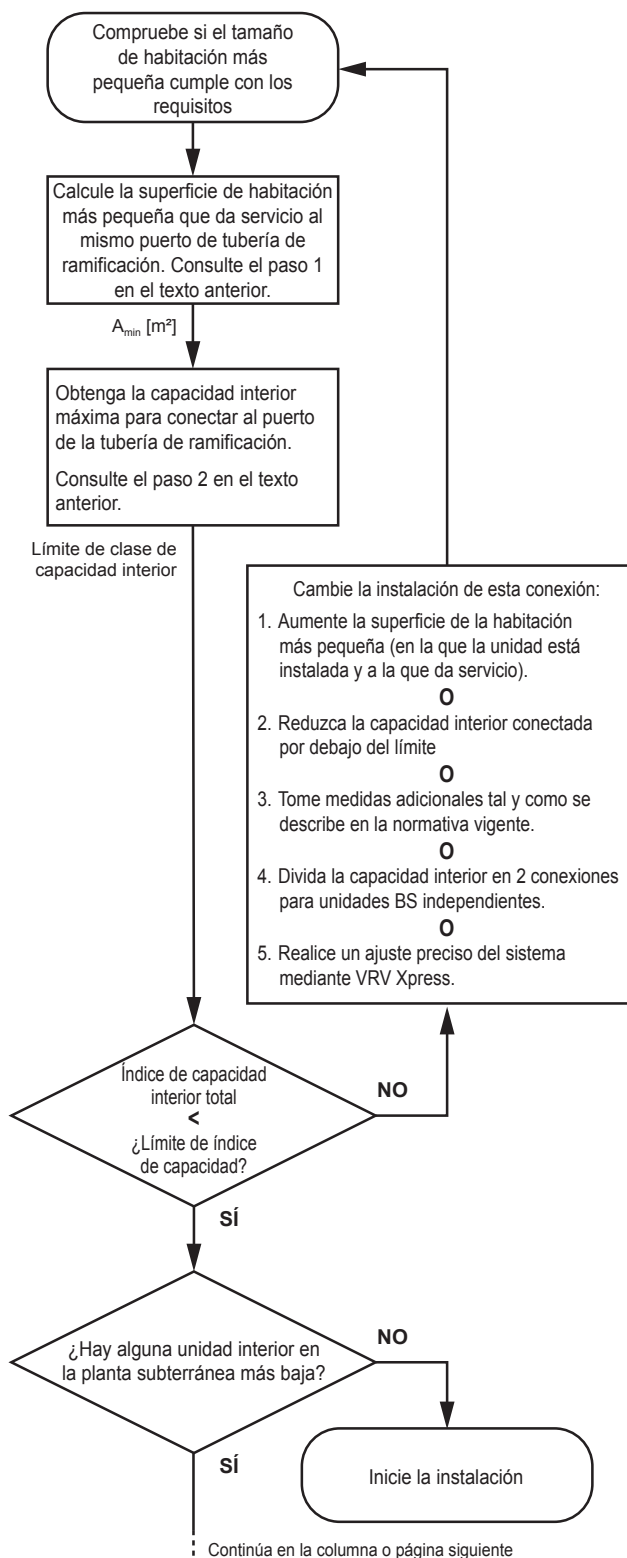 Compruebe si el tamaño
de habitación más
pequeña cumple con los
requisitos
Calcule la superficie de habitación
más pequeña que da servicio al
mismo puerto de tubería de
ramificación. Consulte el paso 1
en el texto anterior.
Amin [m²]
Obtenga la capacidad interior
máxima para conectar al puerto
de la tubería de ramificación.
Consulte el paso 2 en el texto
anterior.
Límite de clase de
capacidad interior
Cambie la instalación de esta conexión:
1. Aumente la superficie de la habitación
más pequeña (en la que la unidad está
instalada y a la que da servicio).
O
2. Reduzca la capacidad interior conectada
por debajo del límite
O
3. Tome medidas adicionales tal y como se
describe en la normativa vigente.
O
4. Divida la capacidad interior en 2 conexiones
para unidades BS independientes.
O
5. Realice un ajuste preciso del sistema
mediante VRV Xpress.
Índice de capacidad
interior total
<
¿Límite de índice
de capacidad?
NO
SÍ
¿Hay alguna unidad interior en
la planta subterránea más baja?
NO
SÍ
Inicie la instalación
Continúa en la columna o página siguiente